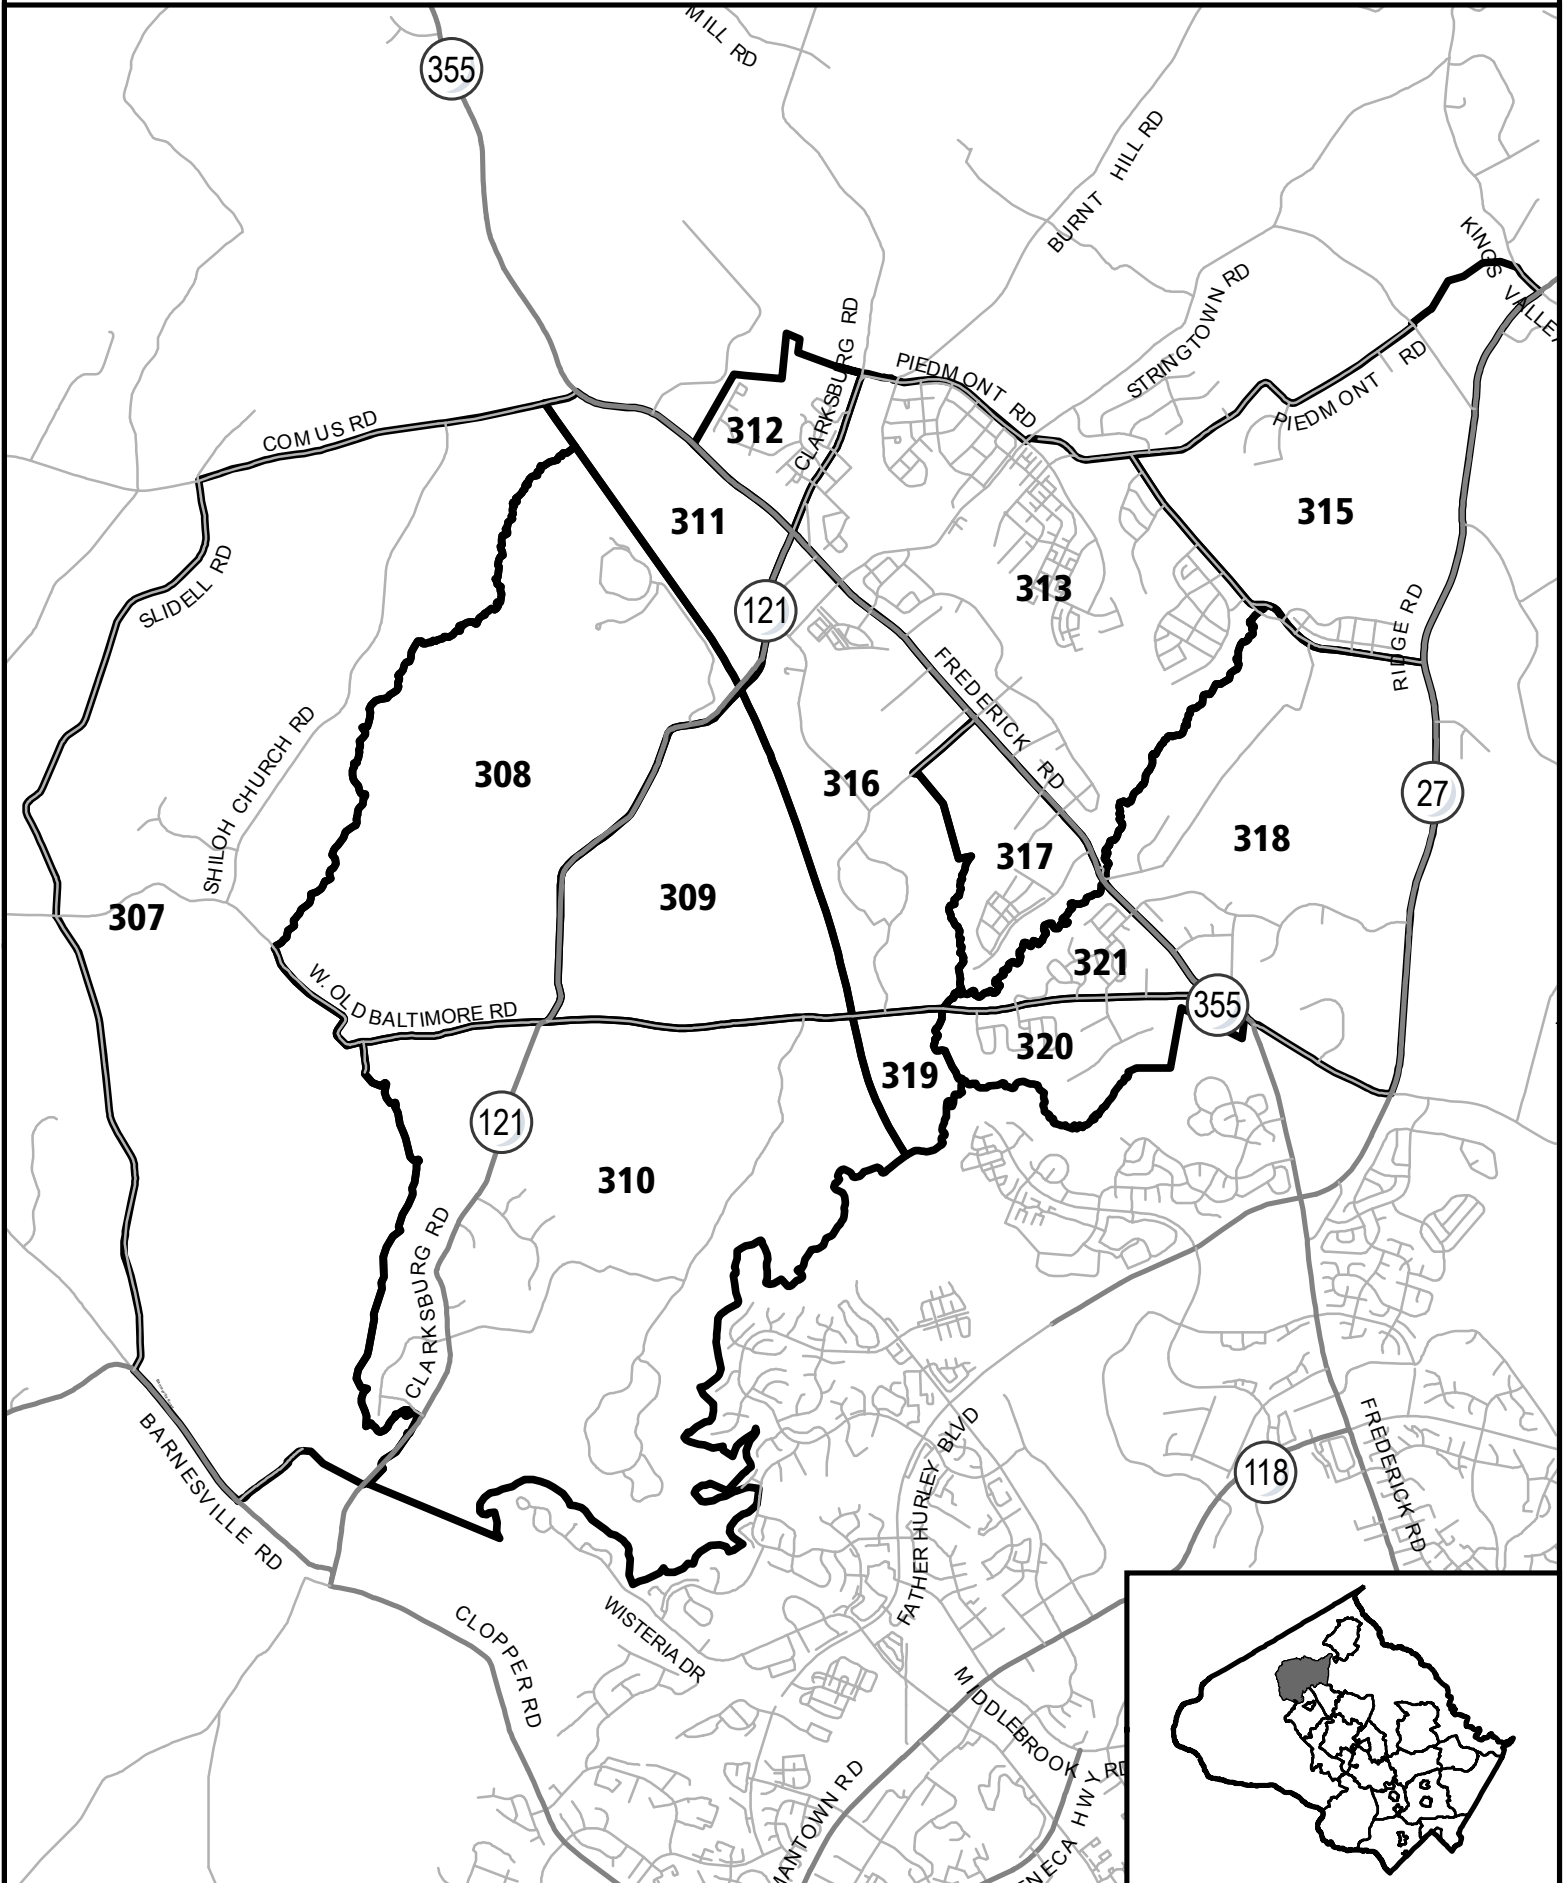 MILL RD
355
BURNT HILL RD
KINGS VALLEY
STRINGTOWN RD
CLARKSBURG RD
PIEDMONT RD
PIEDMONT RD
COMUS RD
312
311
315
313
SLIDELL RD
121
RIDGE RD
FREDERICK RD
SHILOH CHURCH RD
308
316
27
318
317
309
307
321
W. OLD BALTIMORE RD
355
320
319
121
310
CLARKSBURG RD
BARNESVILLE RD
FATHER HURLEY BLVD
FREDERICK RD
118
WISTERIA DR
CLOPPER RD
MIDDLEBROOK RD
MANTOWN RD
NECA HWY